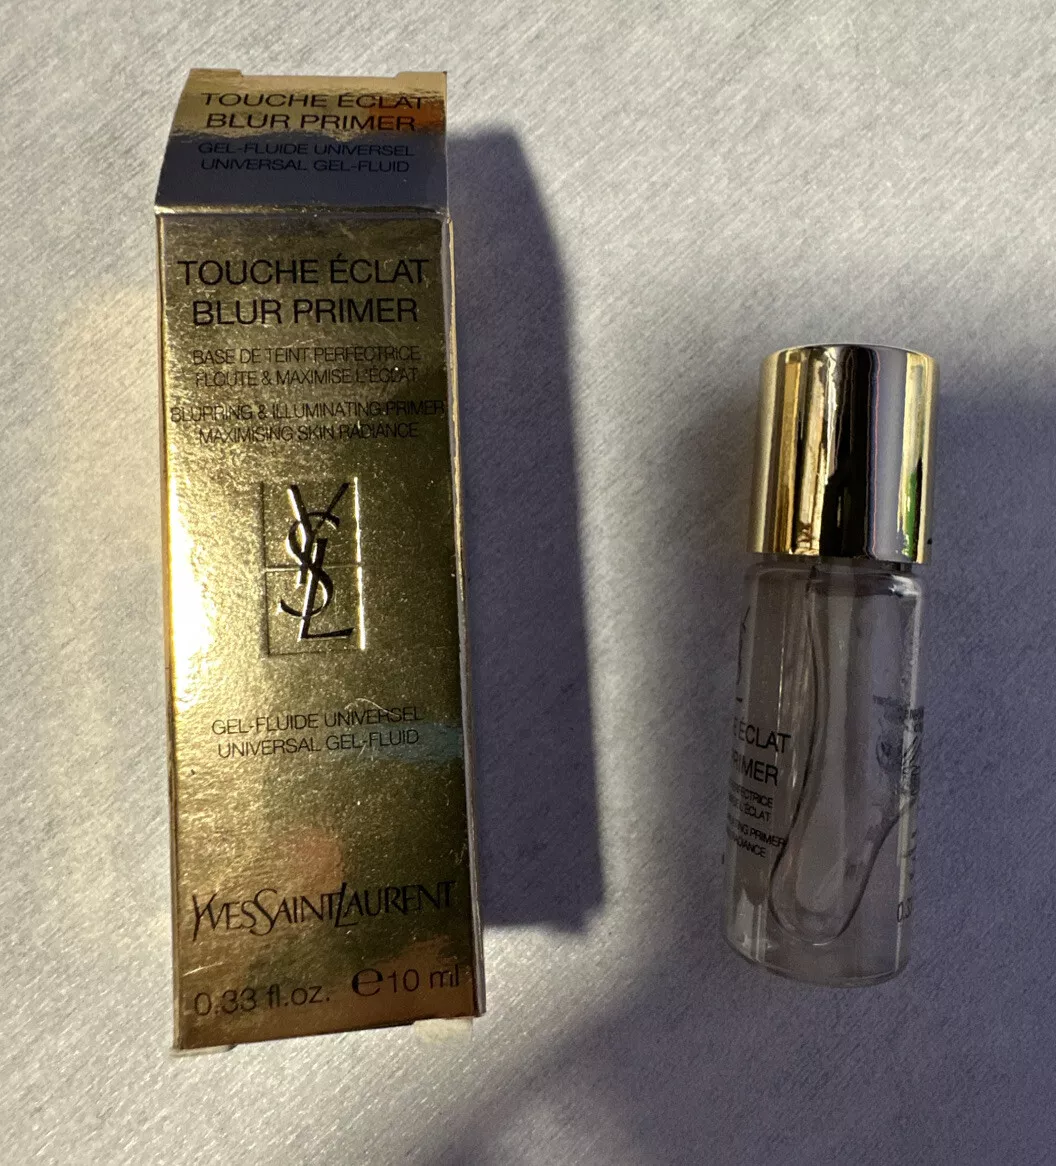 TOUCHE ÉCLAT
BLUR PRIMER
GEL-FLUIDE UNIVERSEL
UNIVERSAL GEL-FLUID
TOUCHE ÉCLAT
BLUR PRIMER
BASE DE TEINT PERFECTRICE
FLOUTE & MAXIMISE L'ÉCLAT
BLURRING & ILLUMINATING PRIMER
MAXIMISING SKIN RADIANCE
YSL
GEL-FLUIDE UNIVERSEL
UNIVERSAL GEL-FLUID
YVESSAINTLAURENT
0.33 fl.oz. ℮10 ml
ÉCLAT
PRIMER
ÉCLAT
PRIMER
RADIANCE